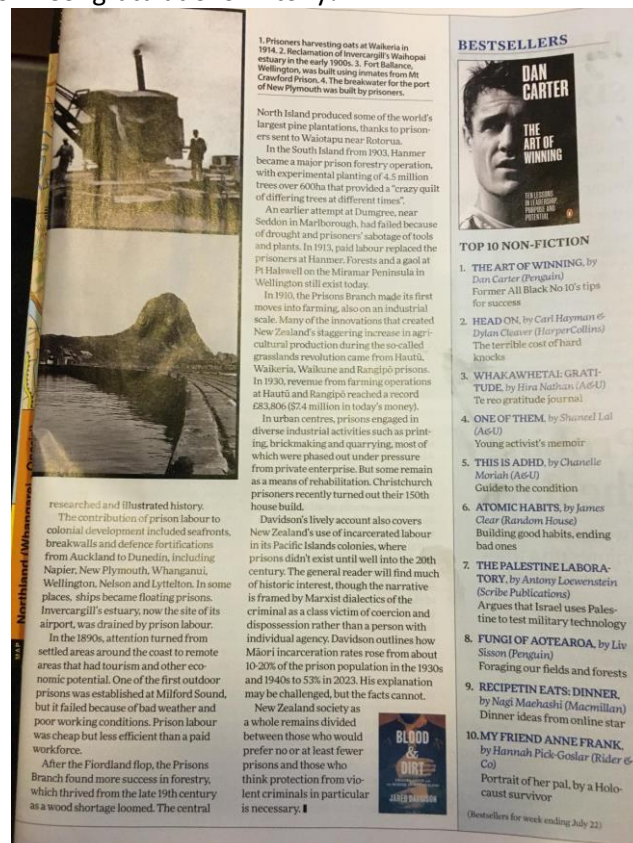 1. Prisoners harvesting oats at Waikeria in
1914. 2. Reclamation of Invercargill's Waihopai
estuary in the early 1900s. 3. Fort Ballance,
Wellington, was built using inmates from Mt
Crawford Prison. 4. The breakwater for the port
of New Plymouth was built by prisoners.
researched and illustrated history.
The contribution of prison labour to
colonial development included seafronts,
breakwalls and defence fortifications
from Auckland to Dunedin, including
Napier, New Plymouth, Whanganui,
Wellington, Nelson and Lyttelton. In some
places, ships became floating prisons.
Invercargill's estuary, now the site of its
airport, was drained by prison labour.
In the 1890s, attention turned from
settled areas around the coast to remote
areas that had tourism and other eco-
nomic potential. One of the first outdoor
prisons was established at Milford Sound,
but it failed because of bad weather and
poor working conditions. Prison labour
was cheap but less efficient than a paid
workforce.
After the Fiordland flop, the Prisons
Branch found more success in forestry,
which thrived from the late 19th century
as a wood shortage loomed. The central
North Island produced some of the world's
largest pine plantations, thanks to prison-
ers sent to Waiotapu near Rotorua.
In the South Island from 1903, Hanmer
became a major prison forestry operation,
with experimental planting of 4.5 million
trees over 600ha that provided a "crazy quilt
of differing trees at different times".
An earlier attempt at Dumgree, near
Seddon in Marlborough, had failed because
of drought and prisoners' sabotage of tools
and plants. In 1913, paid labour replaced the
prisoners at Hanmer. Forests and a gaol at
Pt Halswell on the Miramar Peninsula in
Wellington still exist today.
In 1910, the Prisons Branch made its first
moves into farming, also on an industrial
scale. Many of the innovations that created
New Zealand's staggering increase in agri-
cultural production during the so-called
grasslands revolution came from Hautū,
Waikeria, Waikune and Rangipō prisons.
In 1930, revenue from farming operations
at Hautū and Rangipō reached a record
£83,806 ($7.4 million in today's money).
In urban centres, prisons engaged in
diverse industrial activities such as print-
ing, brickmaking and quarrying, most of
which were phased out under pressure
from private enterprise. But some remain
as a means of rehabilitation. Christchurch
prisoners recently turned out their 150th
house build.
Davidson's lively account also covers
New Zealand's use of incarcerated labour
in its Pacific Islands colonies, where
prisons didn't exist until well into the 20th
century. The general reader will find much
of historic interest, though the narrative
is framed by Marxist dialectics of the
criminal as a class victim of coercion and
dispossession rather than a person with
individual agency. Davidson outlines how
Māori incarceration rates rose from about
10-20% of the prison population in the 1930s
and 1940s to 53% in 2023. His explanation
may be challenged, but the facts cannot.
New Zealand society as
a whole remains divided
between those who would
prefer no or at least fewer
prisons and those who
think protection from vio-
lent criminals in particular
is necessary.
BLOOD
&
DIRT
JARED DAVIDSON
BESTSELLERS
DAN
CARTER
THE
ART OF
WINNING
TEN LESSONS
IN LEADERSHIP,
PURPOSE AND
POTENTIAL
TOP 10 NON-FICTION
1. THE ART OF WINNING, by
Dan Carter (Penguin)
Former All Black No 10's tips
for success
2. HEAD ON, by Carl Hayman &
Dylan Cleaver (HarperCollins)
The terrible cost of hard
knocks
3. WHAKAWHETAI: GRATI-
TUDE, by Hira Nathan (A&U)
Te reo gratitude journal
4. ONE OF THEM, by Shaneel Lal
(A&U)
Young activist's memoir
5. THIS IS ADHD, by Chanelle
Moriah (A&U)
Guide to the condition
6. ATOMIC HABITS, by James
Clear (Random House)
Building good habits, ending
bad ones
7. THE PALESTINE LABORA-
TORY, by Antony Loewenstein
(Scribe Publications)
Argues that Israel uses Pales-
tine to test military technology
8. FUNGI OF AOTEAROA, by Liv
Sisson (Penguin)
Foraging our fields and forests
9. RECIPETIN EATS: DINNER,
by Nagi Maehashi (Macmillan)
Dinner ideas from online star
10. MY FRIEND ANNE FRANK,
by Hannah Pick-Goslar (Rider &
Co)
Portrait of her pal, by a Holo-
caust survivor
(Bestsellers for week ending July 22)
MAP
Northland (Whangarei)